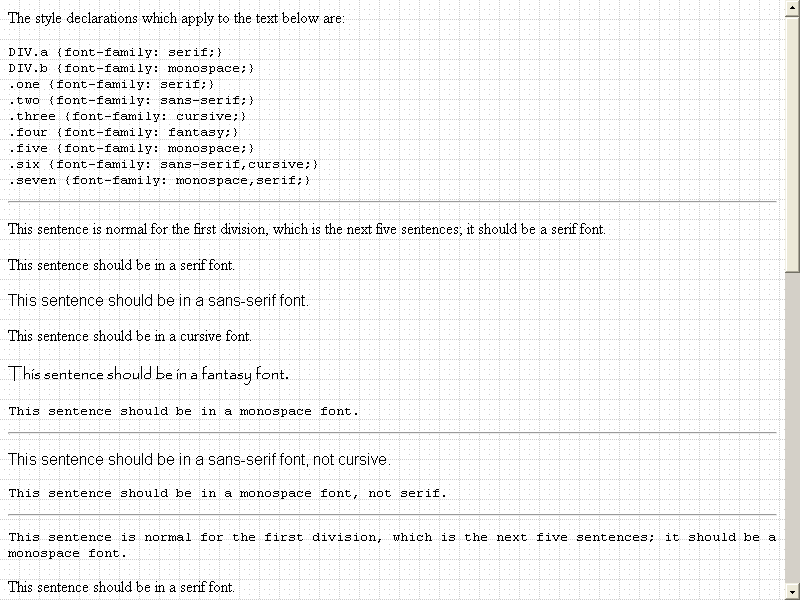 The style declarations which apply to the text below are:
DIV.a {font-family: serif;}
DIV.b {font-family: monospace;}
.one {font-family: serif;}
.two {font-family: sans-serif;}
.three {font-family: cursive;}
.four {font-family: fantasy;}
.five {font-family: monospace;}
.six {font-family: sans-serif,cursive;}
.seven {font-family: monospace,serif;}
This sentence is normal for the first division, which is the next five sentences; it should be a serif font.
This sentence should be in a serif font.
This sentence should be in a sans-serif font.
This sentence should be in a cursive font.
This sentence should be in a fantasy font.
This sentence should be in a monospace font.
This sentence should be in a sans-serif font, not cursive.
This sentence should be in a monospace font, not serif.
This sentence is normal for the first division, which is the next five sentences; it should be a
monospace font.
This sentence should be in a serif font.